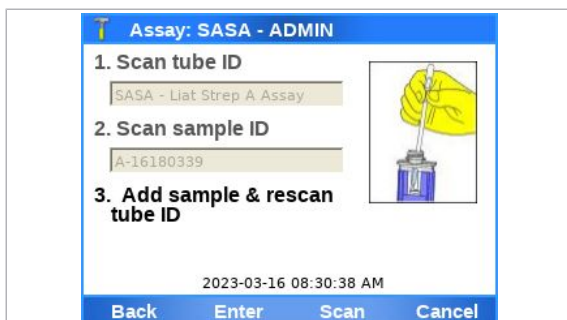 Assay: SASA - ADMIN
1. Scan tube ID
SASA - Liat Strep A Assay
2. Scan sample ID
A-16180339
3. Add sample & rescan
tube ID
2023-03-16 08:30:38 AM
Back Enter Scan Cancel